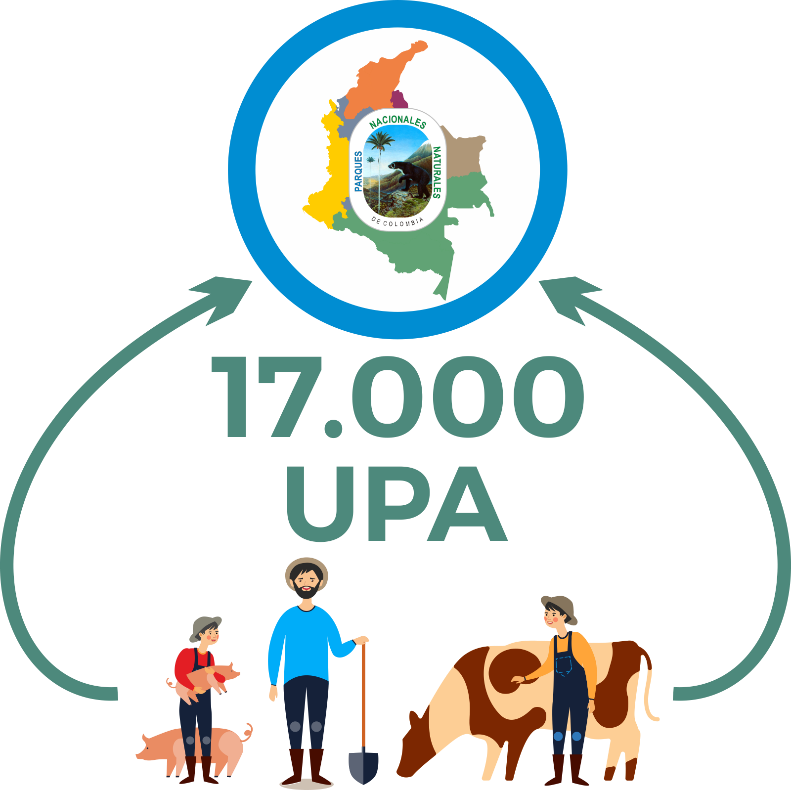 PARQUES
NACIONALES
NATURALES
DE COLOMBIA
17.000
UPA